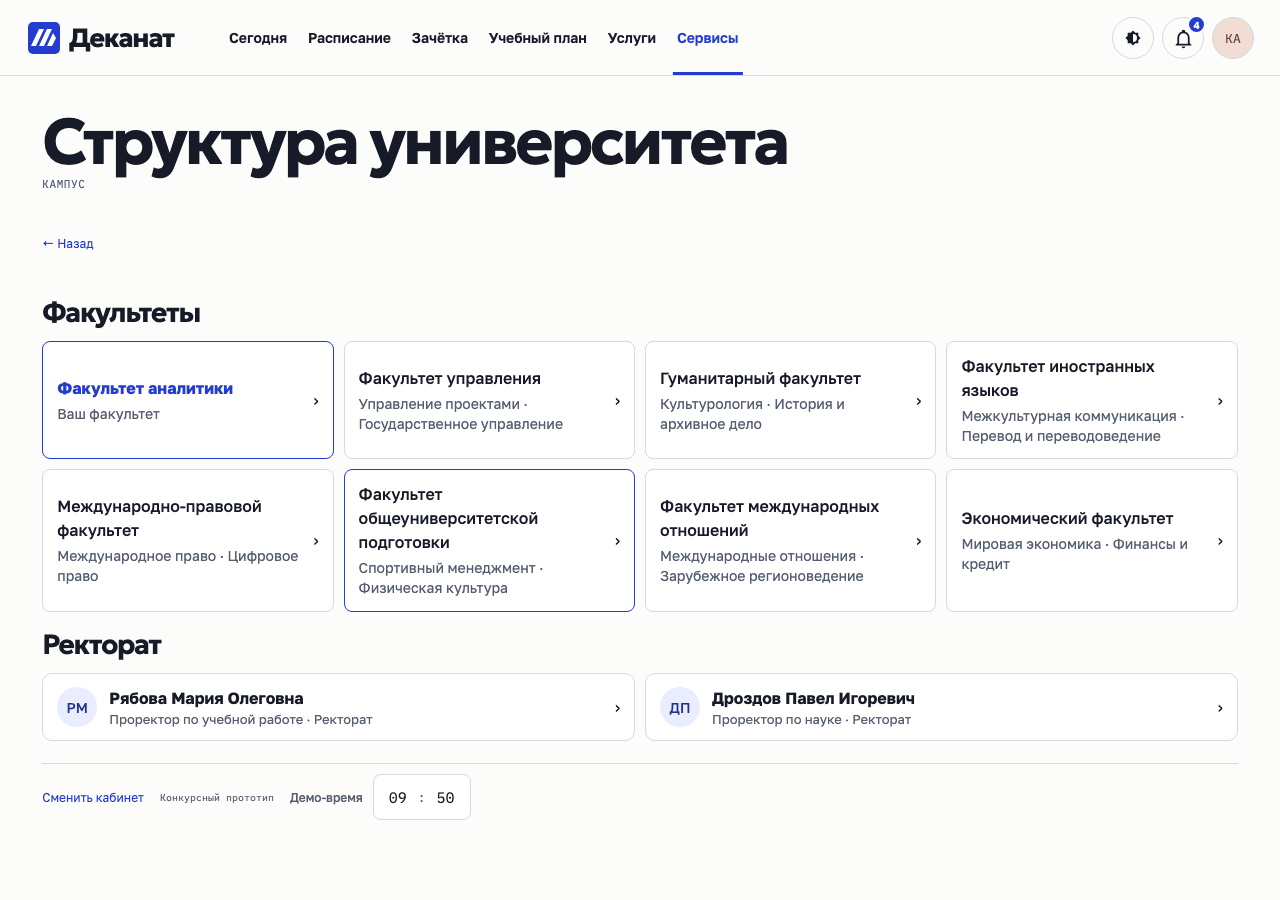 Деканат
Сегодня Расписание Зачётка Учебный план Услуги Сервисы
4
КА
Структура университета
КАМПУС
← Назад
Факультеты
Факультет аналитики
Ваш факультет
›
Факультет управления
Управление проектами ·
Государственное управление
›
Гуманитарный факультет
Культурология · История и
архивное дело
›
Факультет иностранных
языков
Межкультурная коммуникация ·
Перевод и переводоведение
›
Международно-правовой
факультет
Международное право · Цифровое
право
›
Факультет
общеуниверситетской
подготовки
Спортивный менеджмент ·
Физическая культура
›
Факультет международных
отношений
Международные отношения ·
Зарубежное регионоведение
›
Экономический факультет
Мировая экономика · Финансы и
кредит
›
Ректорат
РМ
Рябова Мария Олеговна
Проректор по учебной работе · Ректорат
›
ДП
Дроздов Павел Игоревич
Проректор по науке · Ректорат
›
Сменить кабинет Конкурсный прототип Демо-время 09 : 50